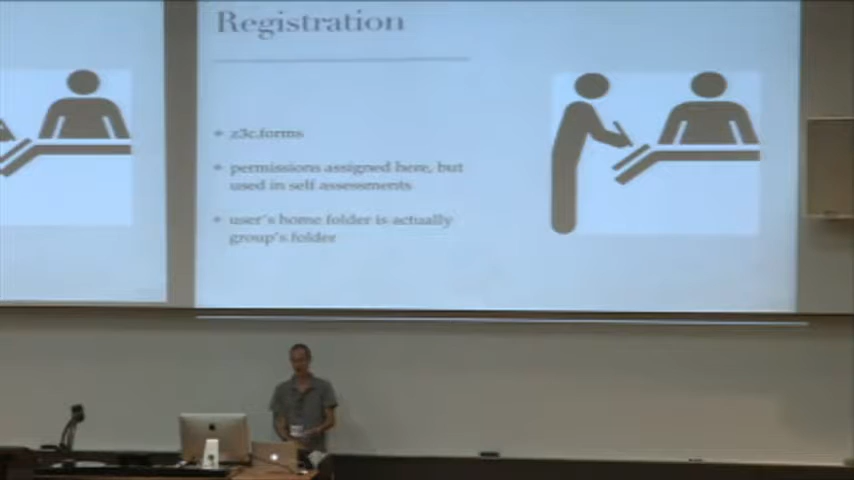 Registration
z3c.forms
permissions assigned here, but
used in self assessments
user's home folder is actually
group's folder